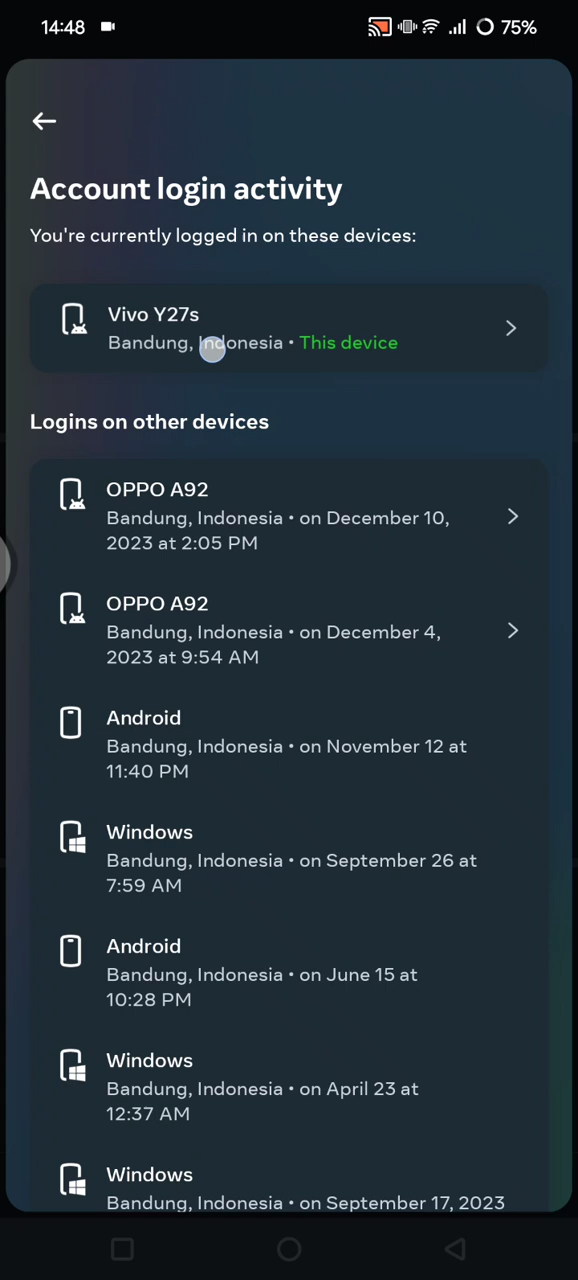 14:48
75%
Account login activity
You're currently logged in on these devices:
Vivo Y27s
Bandung, Indonesia • This device
Logins on other devices
OPPO A92
Bandung, Indonesia • on December 10,
2023 at 2:05 PM
OPPO A92
Bandung, Indonesia • on December 4,
2023 at 9:54 AM
Android
Bandung, Indonesia • on November 12 at
11:40 PM
Windows
Bandung, Indonesia • on September 26 at
7:59 AM
Android
Bandung, Indonesia • on June 15 at
10:28 PM
Windows
Bandung, Indonesia • on April 23 at
12:37 AM
Windows
Bandung, Indonesia • on September 17, 2023